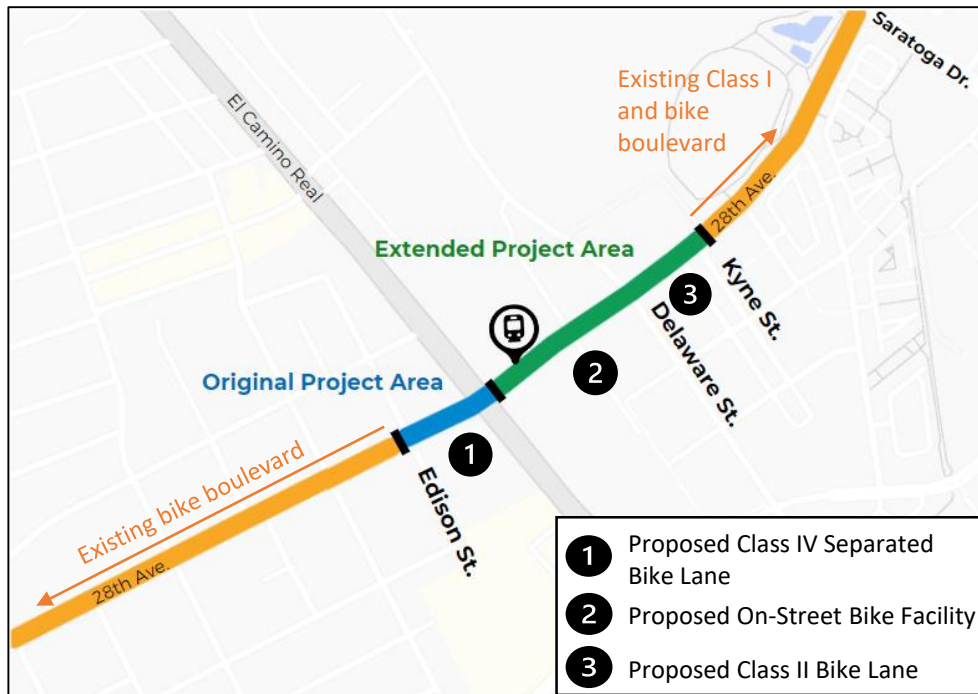 Saratoga Dr.
Existing Class I
and bike
boulevard
El Camino Real
28th Ave.
Extended Project Area
Kyne St.
3
Delaware St.
2
Original Project Area
1
Edison St.
Existing bike boulevard
28th Ave.
1 Proposed Class IV Separated
Bike Lane
2 Proposed On-Street Bike Facility
3 Proposed Class II Bike Lane